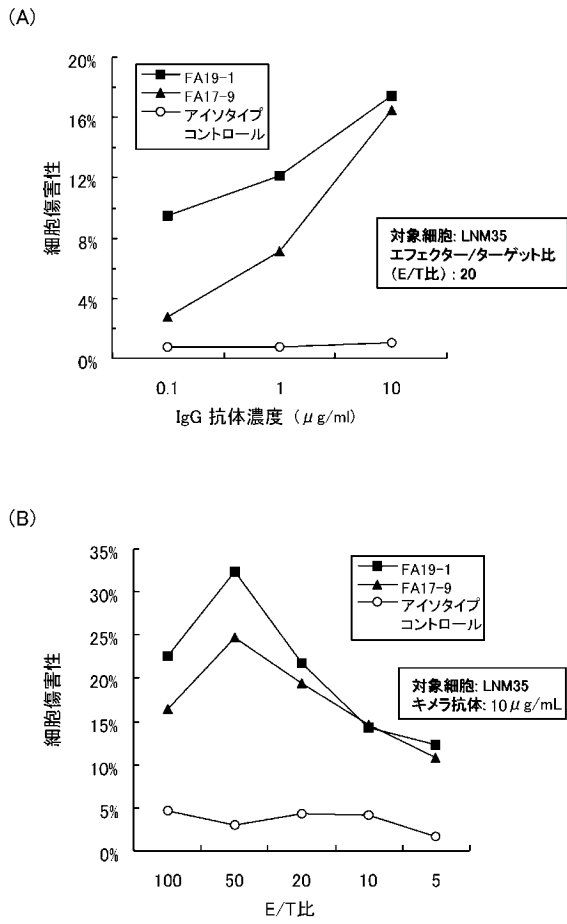 (A)
20%
16%
12%
8%
4%
0%
細胞傷害性
FA19-1
FA17-9
アイソタイプ
コントロール
対象細胞: LNM35
エフェクター/ターゲット比
(E/T比) : 20
0.1
1
10
IgG 抗体濃度 (μg/ml)
(B)
35%
30%
25%
20%
15%
10%
5%
0%
細胞傷害性
FA19-1
FA17-9
アイソタイプ
コントロール
対象細胞: LNM35
キメラ抗体: 10μg/mL
100
50
20
10
5
E/T比